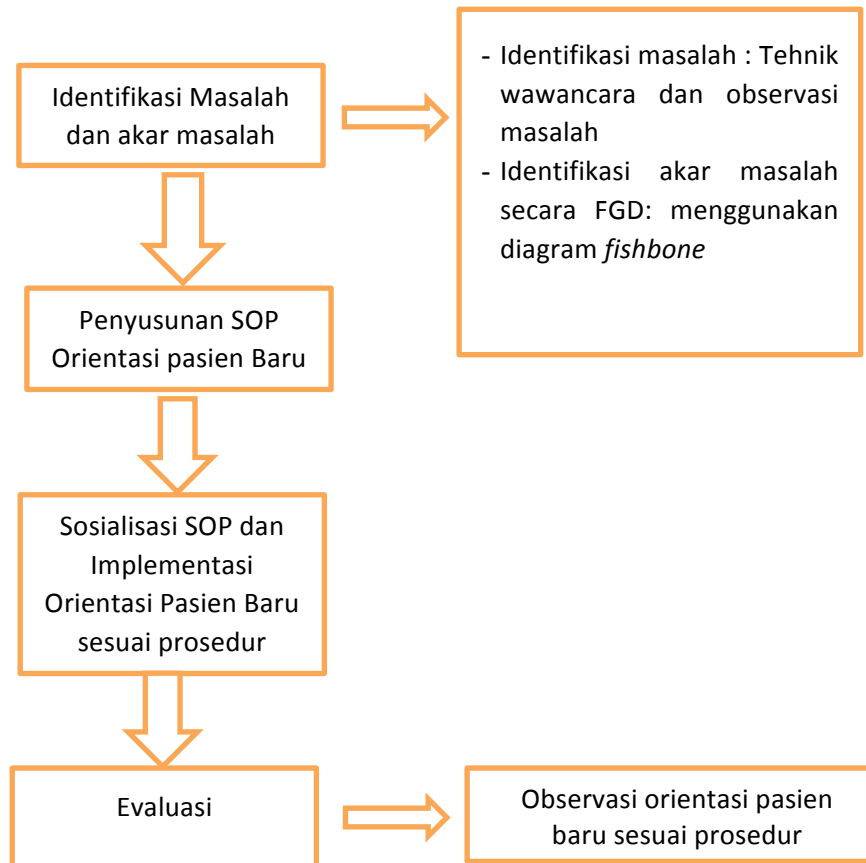 Identifikasi Masalah
dan akar masalah
- Identifikasi masalah : Tehnik
wawancara dan observasi
masalah
- Identifikasi akar masalah
secara FGD: menggunakan
diagram fishbone
Penyusunan SOP
Orientasi pasien Baru
Sosialisasi SOP dan
Implementasi
Orientasi Pasien Baru
sesuai prosedur
Evaluasi
Observasi orientasi pasien
baru sesuai prosedur